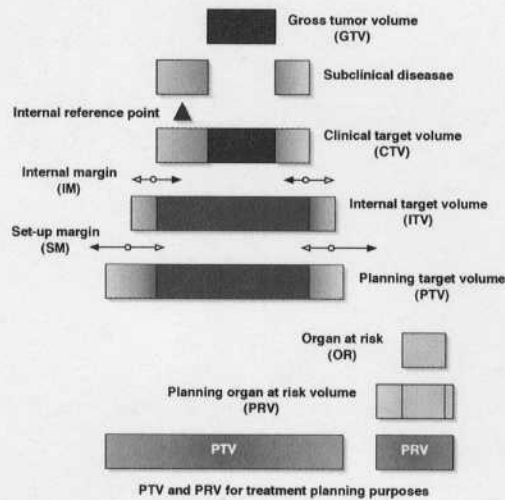 Gross tumor volume
(GTV)
Subclinical diseasae
Internal reference point
Clinical target volume
(CTV)
Internal margin
(IM)
Internal target volume
(ITV)
Set-up margin
(SM)
Planning target volume
(PTV)
Organ at risk
(OR)
Planning organ at risk volume
(PRV)
PTV
PRV
PTV and PRV for treatment planning purposes